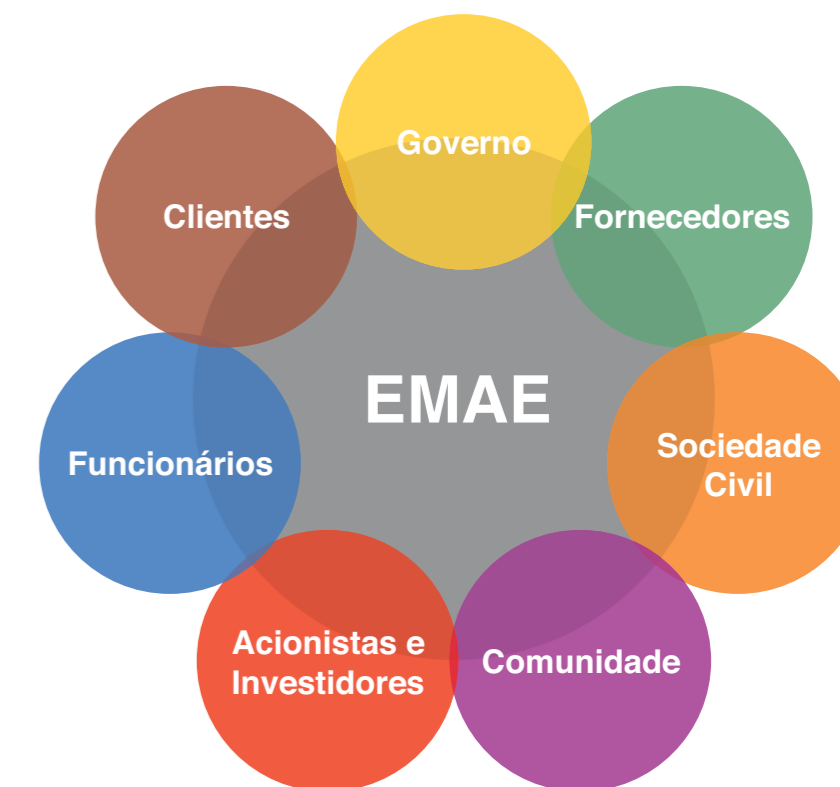 Governo
Clientes
Fornecedores
EMAE
Sociedade
Civil
Funcionários
Acionistas e
Investidores
Comunidade